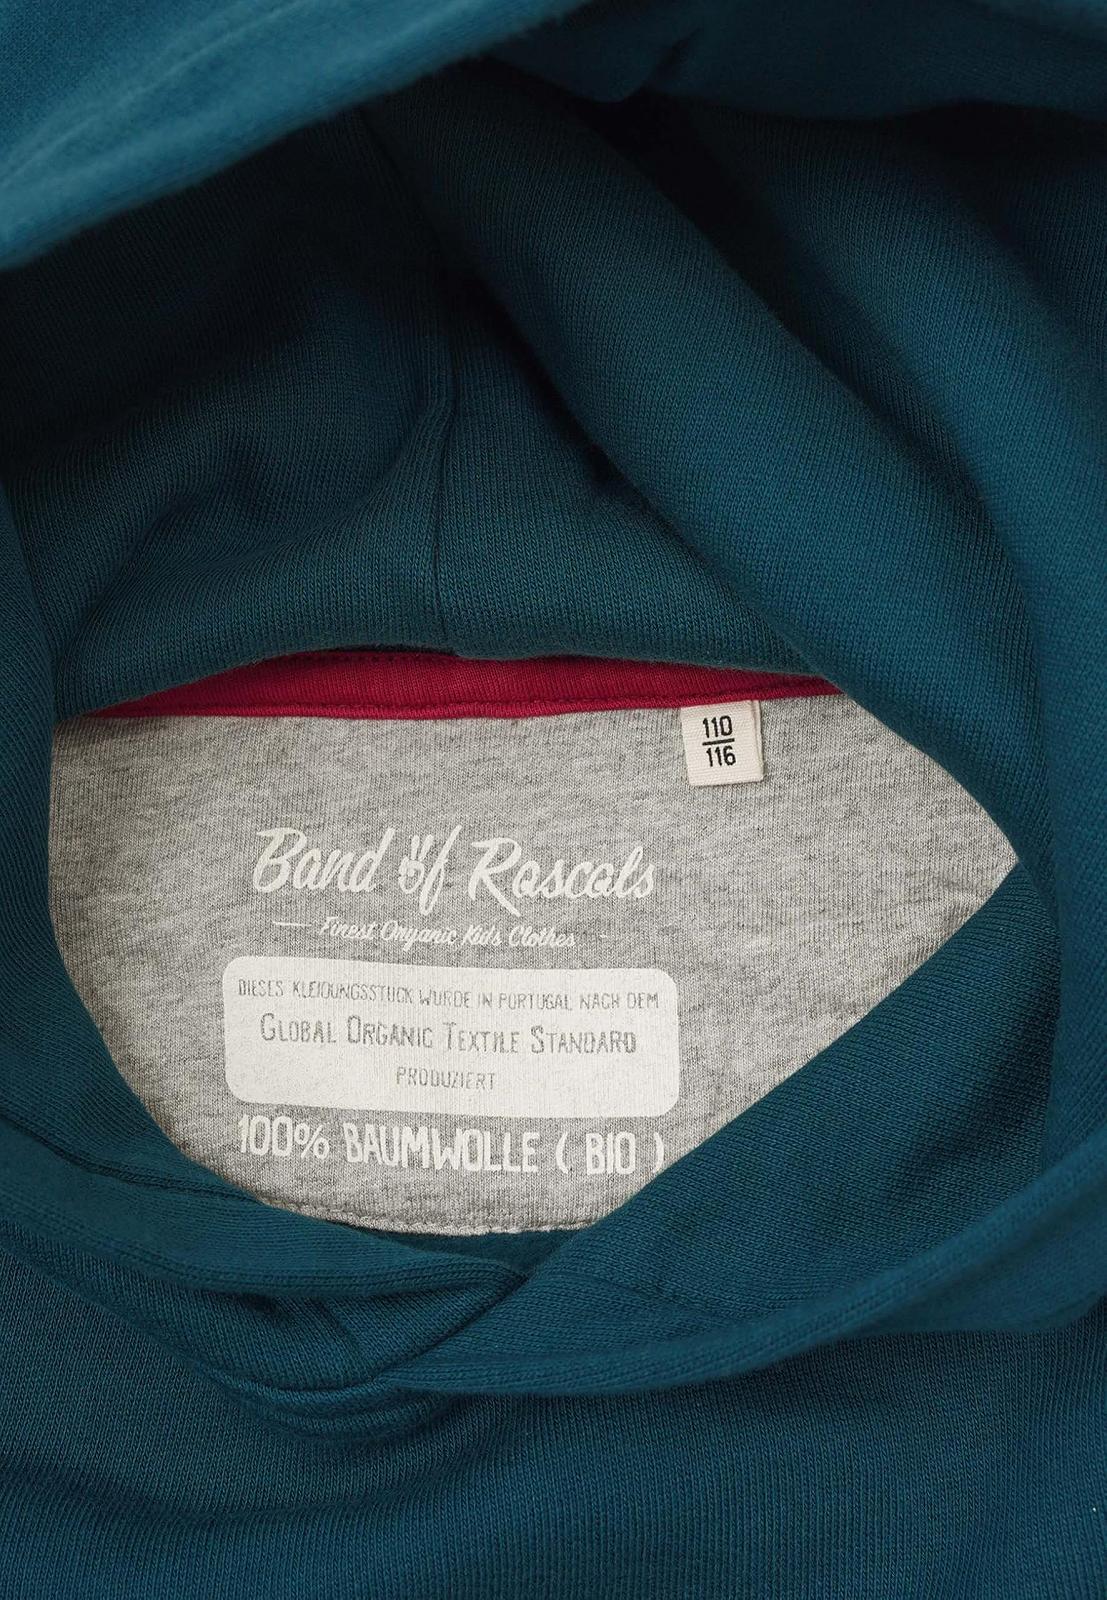 110
116
Band of Rascals
Finest Organic Kids Clothes
DIESES KLEIDUNGSSTÜCK WURDE IN PORTUGAL NACH DEM
GLOBAL ORGANIC TEXTILE STANDARD
PRODUZIERT
100% BAUMWOLLE ( BIO )